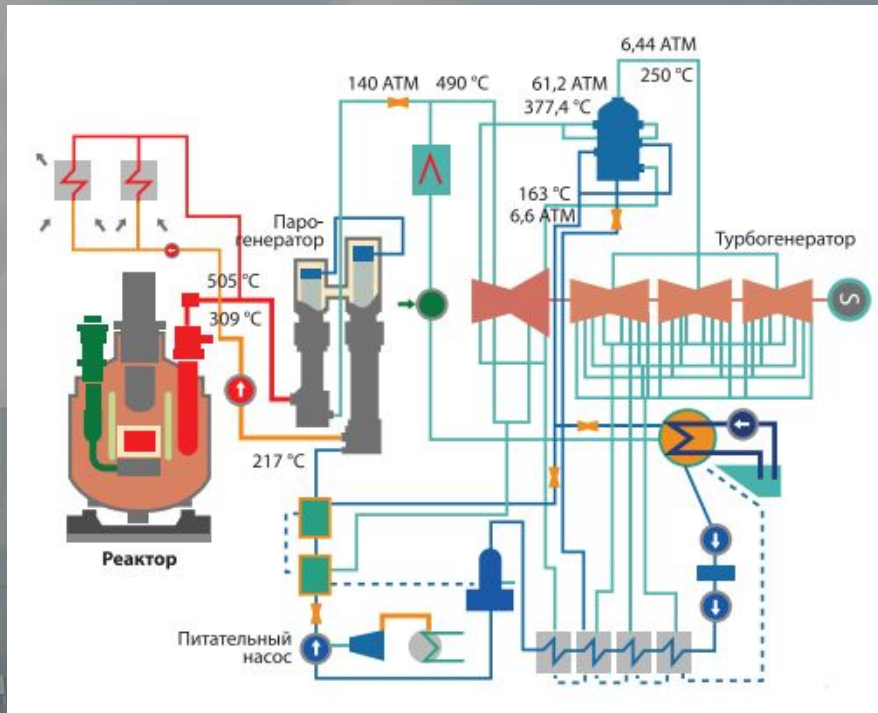 6,44 АТМ
250 °C
140 АТМ 490 °C
61,2 АТМ
377,4 °C
163 °C
6,6 АТМ
Паро-
генератор
Турбогенератор
505 °C
309 °C
217 °C
Реактор
Питательный
насос